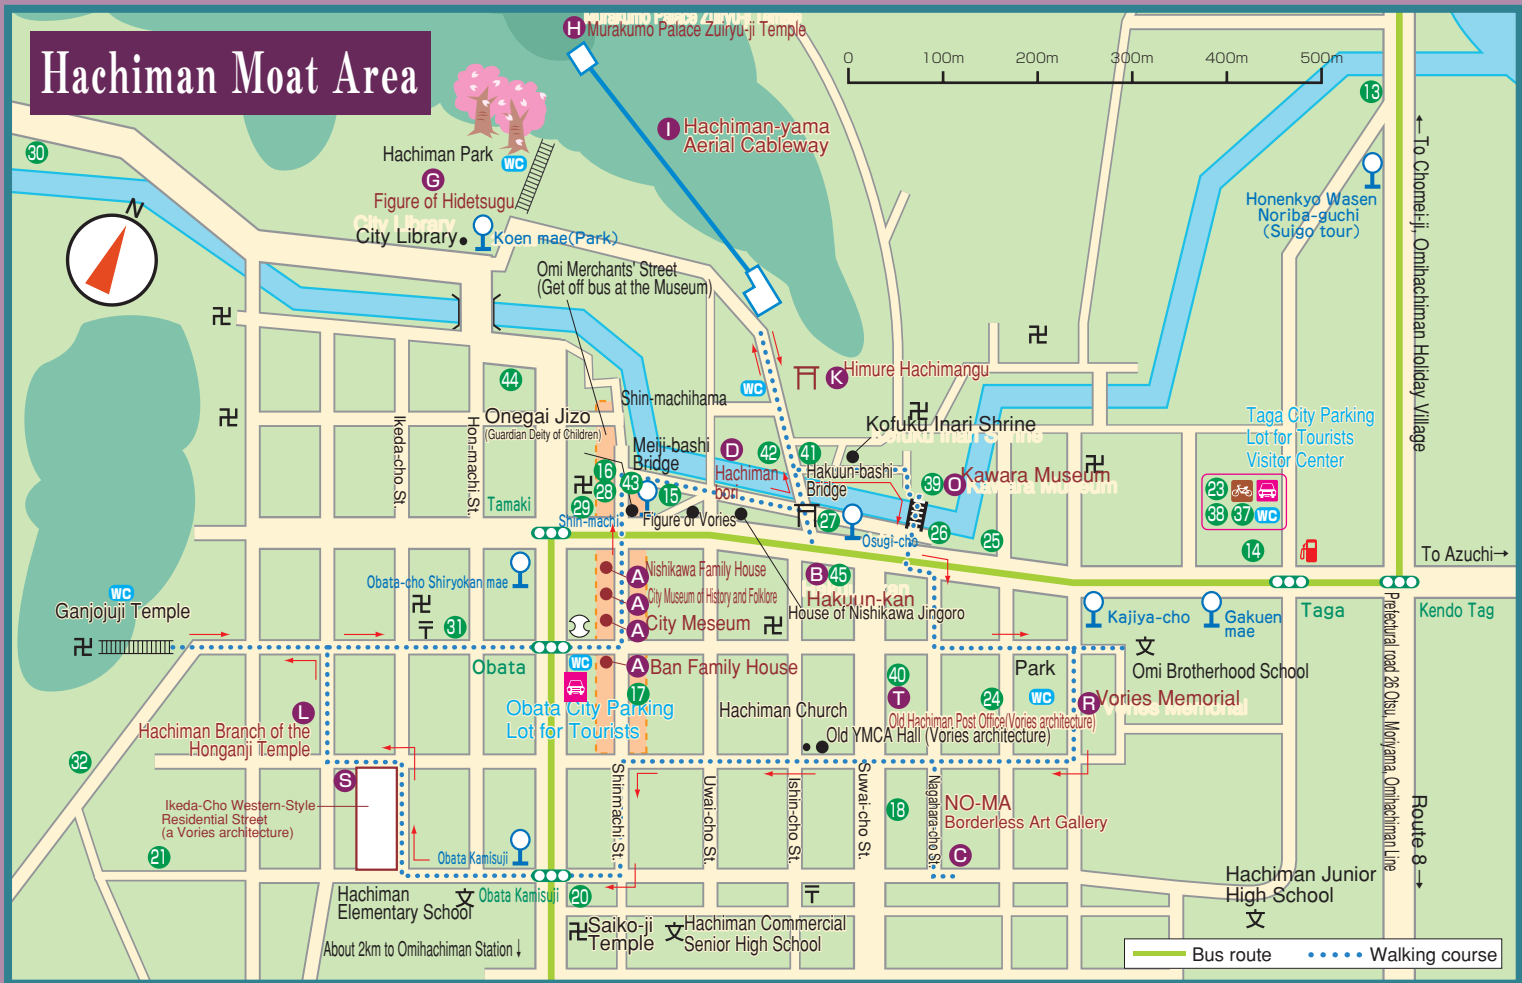 Hachiman Moat Area
H
Murakumo Palace Zuiryu-ji Temple
0
100m
200m
300m
400m
500m
13
I
Hachiman-yama
Aerial Cableway
30
Hachiman Park
WC
G
Figure of Hidetsugu
City Library
Koen mae(Park)
N
Honenkyo Wasen
Noriba-guchi
(Suigo tour)
←To Chomei-ji, Omihachiman Holiday Village
Omi Merchants' Street
(Get off bus at the Museum)
K
Himure Hachimangu
WC
44
Shin-machihama
Onegai Jizo
(Guardian Deity of Children)
Kofuku Inari Shrine
Taga City Parking
Lot for Tourists
Visitor Center
Ikeda-cho St.
Hon-machi St.
Meiji-bashi
Bridge
D
42
41
Hachiman
bori
Hakuun-bashi
Bridge
39
O
Kawara Museum
16
28
43
15
29
Tamaki
Shin-machi
Figure of Vories
27
Osugi-cho
26
25
23
38
37
WC
14
To Azuchi→
Obata-cho Shiryokan mae
A
Nishikawa Family House
A
City Museum of History and Folklore
A
City Meseum
B
45
Hakuun-kan
House of Nishikawa Jingoro
Kajiya-cho
Gakuen
mae
Taga
Kendo Tag
WC
Ganjojuji Temple
〒
31
文
Obata
WC
A
Ban Family House
40
Park
Omi Brotherhood School
17
T
24
WC
R
Vories Memorial
Obata City Parking
Lot for Tourists
Hachiman Church
Old Hachiman Post Office(Vories architecture)
Old YMCA Hall (Vories architecture)
L
Hachiman Branch of the
Honganji Temple
32
S
Ikeda-Cho Western-Style
Residential Street
(a Vories architecture)
21
Shinmachi St.
Uwai-cho St.
Ishin-cho St.
Suwai-cho St.
Nagahara-cho St.
18
NO-MA
Borderless Art Gallery
C
Prefectural road 26 Otsu, Moriyama, Omihachiman Line
Route 8→
Obata Kamisuji
Obata Kamisuji
20
Hachiman
Elementary School
文
〒
Hachiman Junior
High School
文
Saiko-ji
Temple
文
Hachiman Commercial
Senior High School
About 2km to Omihachiman Station↓
Bus route
Walking course